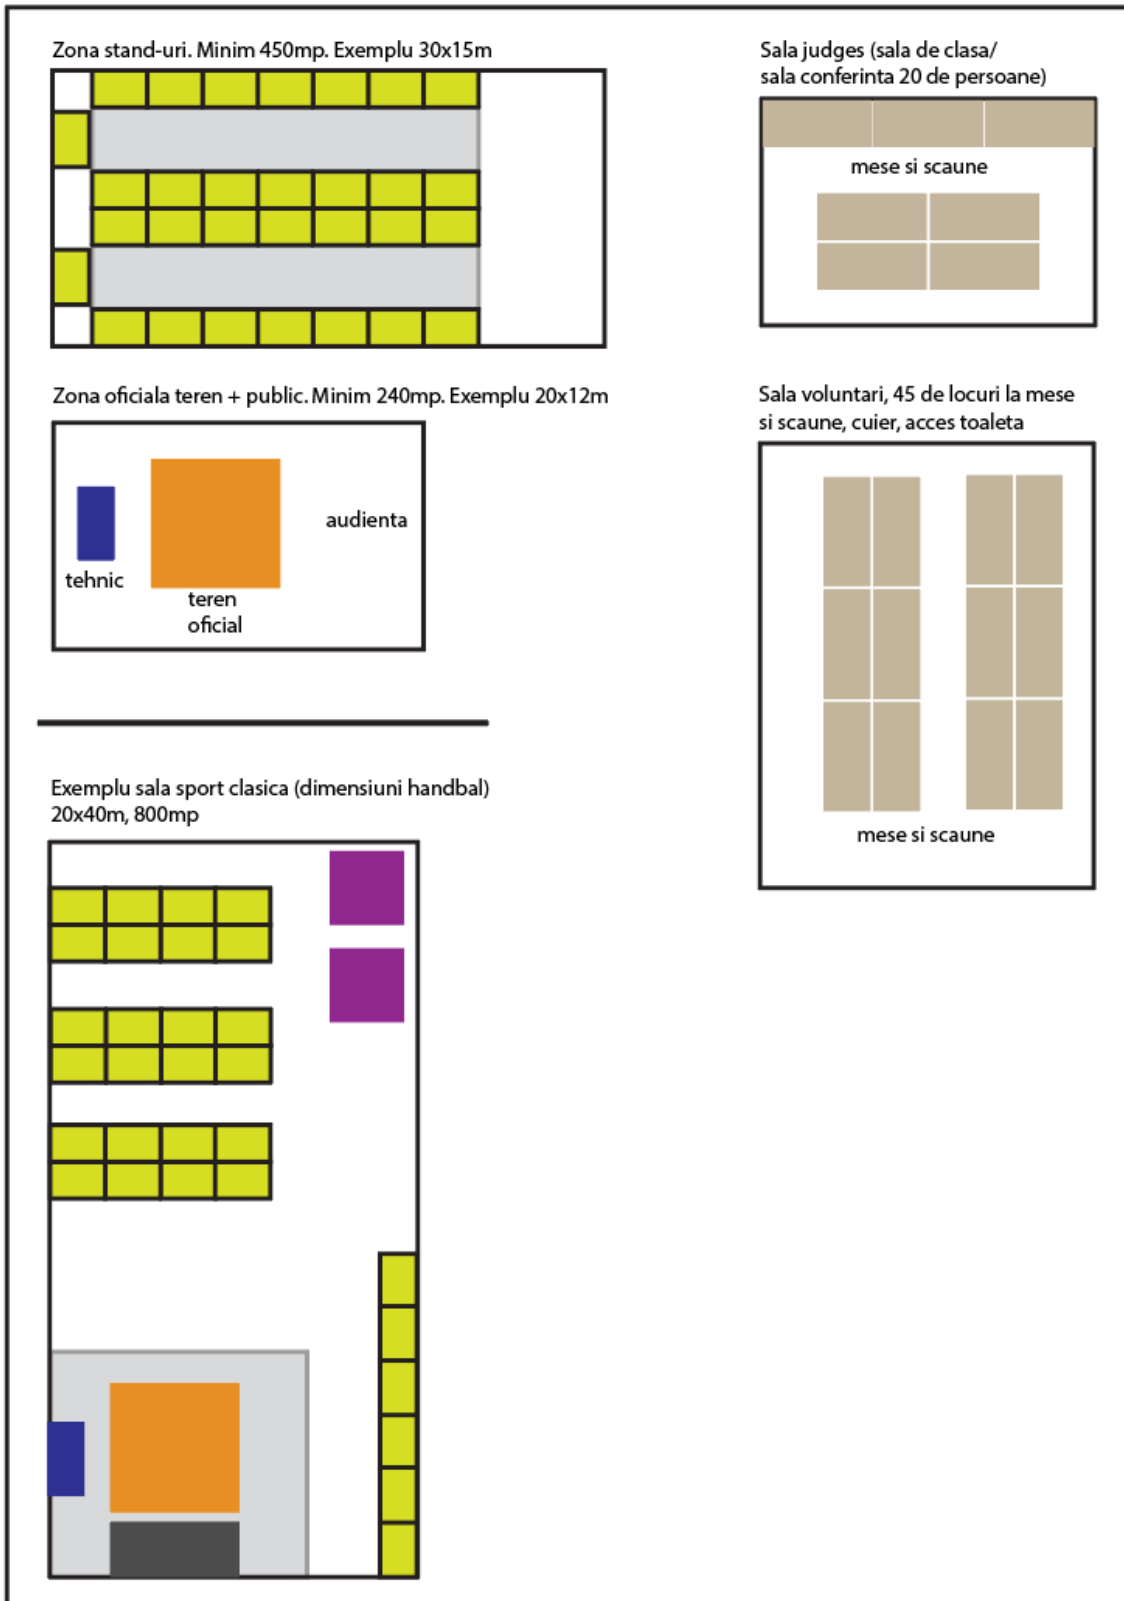 Zona stand-uri. Minim 450mp. Exemplu 30x15m
Zona oficiala teren + public. Minim 240mp. Exemplu 20x12m
tehnic
teren
oficial
audienta
Exemplu sala sport clasica (dimensiuni handbal)
20x40m, 800mp
Sala judges (sala de clasa/
sala conferinta 20 de persoane)
mese si scaune
Sala voluntari, 45 de locuri la mese
si scaune, cuier, acces toaleta
mese si scaune